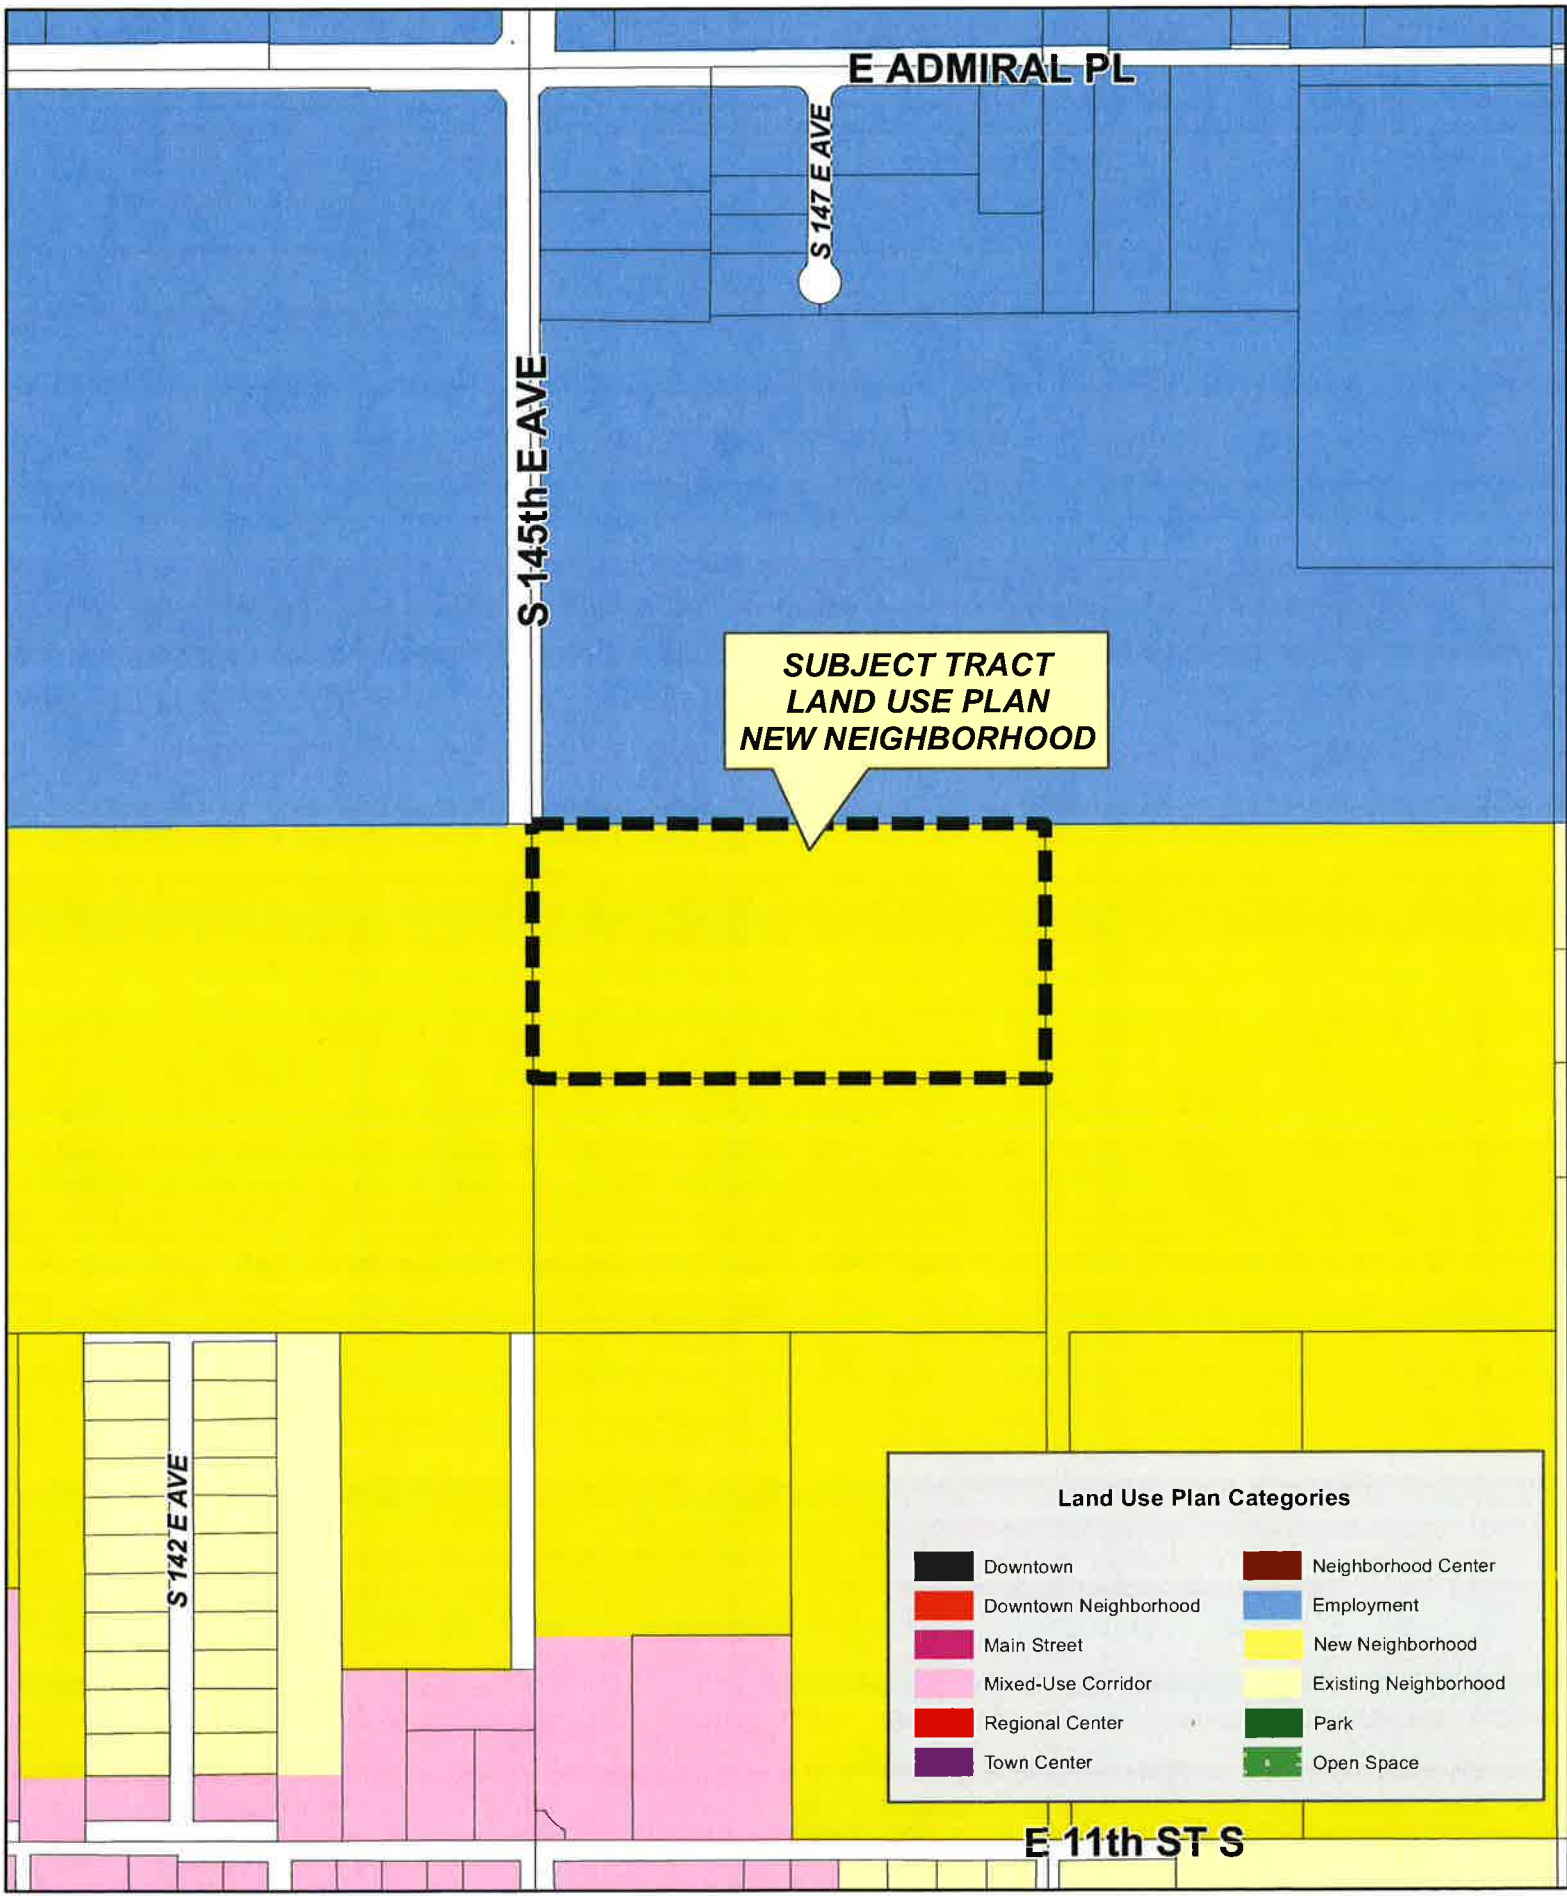 E ADMIRAL PL
S 147 E AVE
S 145th E AVE
SUBJECT TRACT
LAND USE PLAN
NEW NEIGHBORHOOD
S 142 E AVE
Land Use Plan Categories
Downtown
Downtown Neighborhood
Main Street
Mixed-Use Corridor
Regional Center
Town Center
Neighborhood Center
Employment
New Neighborhood
Existing Neighborhood
Park
Open Space
E 11th ST S